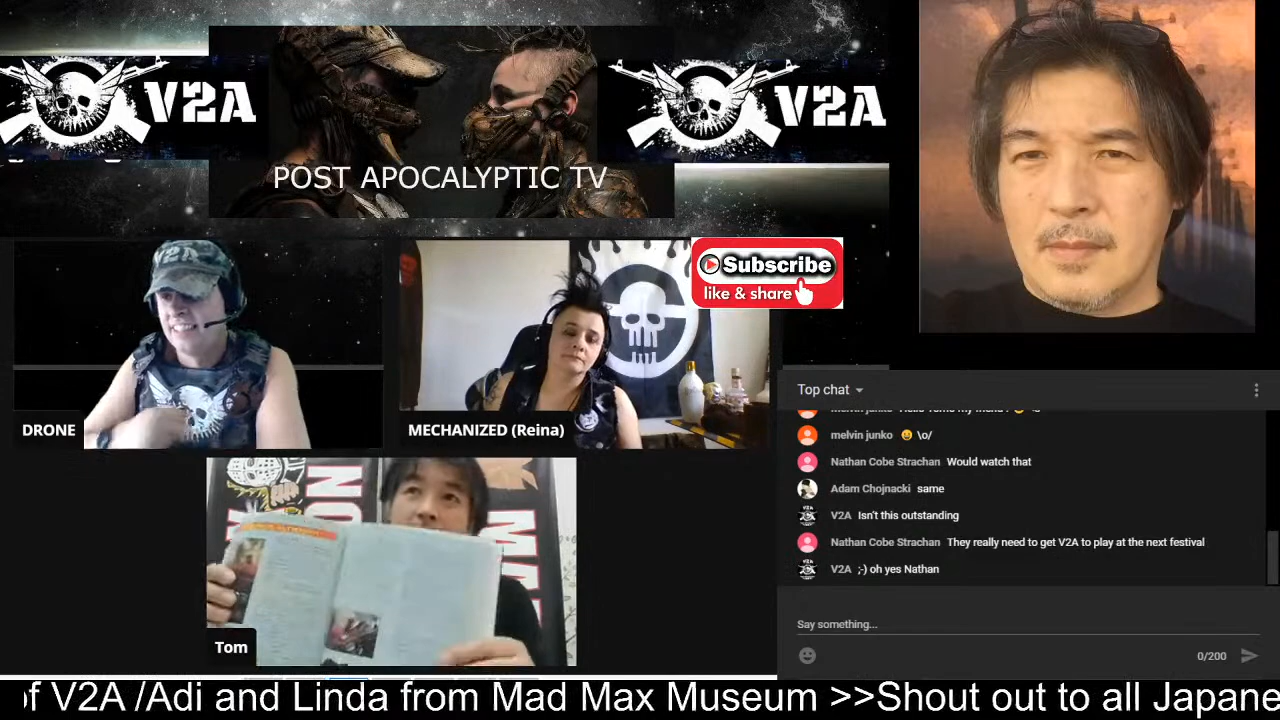 V2A
V2A
POST APOCALYPTIC TV
Subscribe
like & share
V2A
DRONE
MECHANIZED (Reina)
Tom
Top chat
melvin junko \o/
Nathan Cobe Strachan Would watch that
Adam Chojnacki same
V2A Isn't this outstanding
Nathan Cobe Strachan They really need to get V2A to play at the next festival
V2A ;-) oh yes Nathan
Say something...
0/200
of V2A /Adi and Linda from Mad Max Museum >>Shout out to all Japane